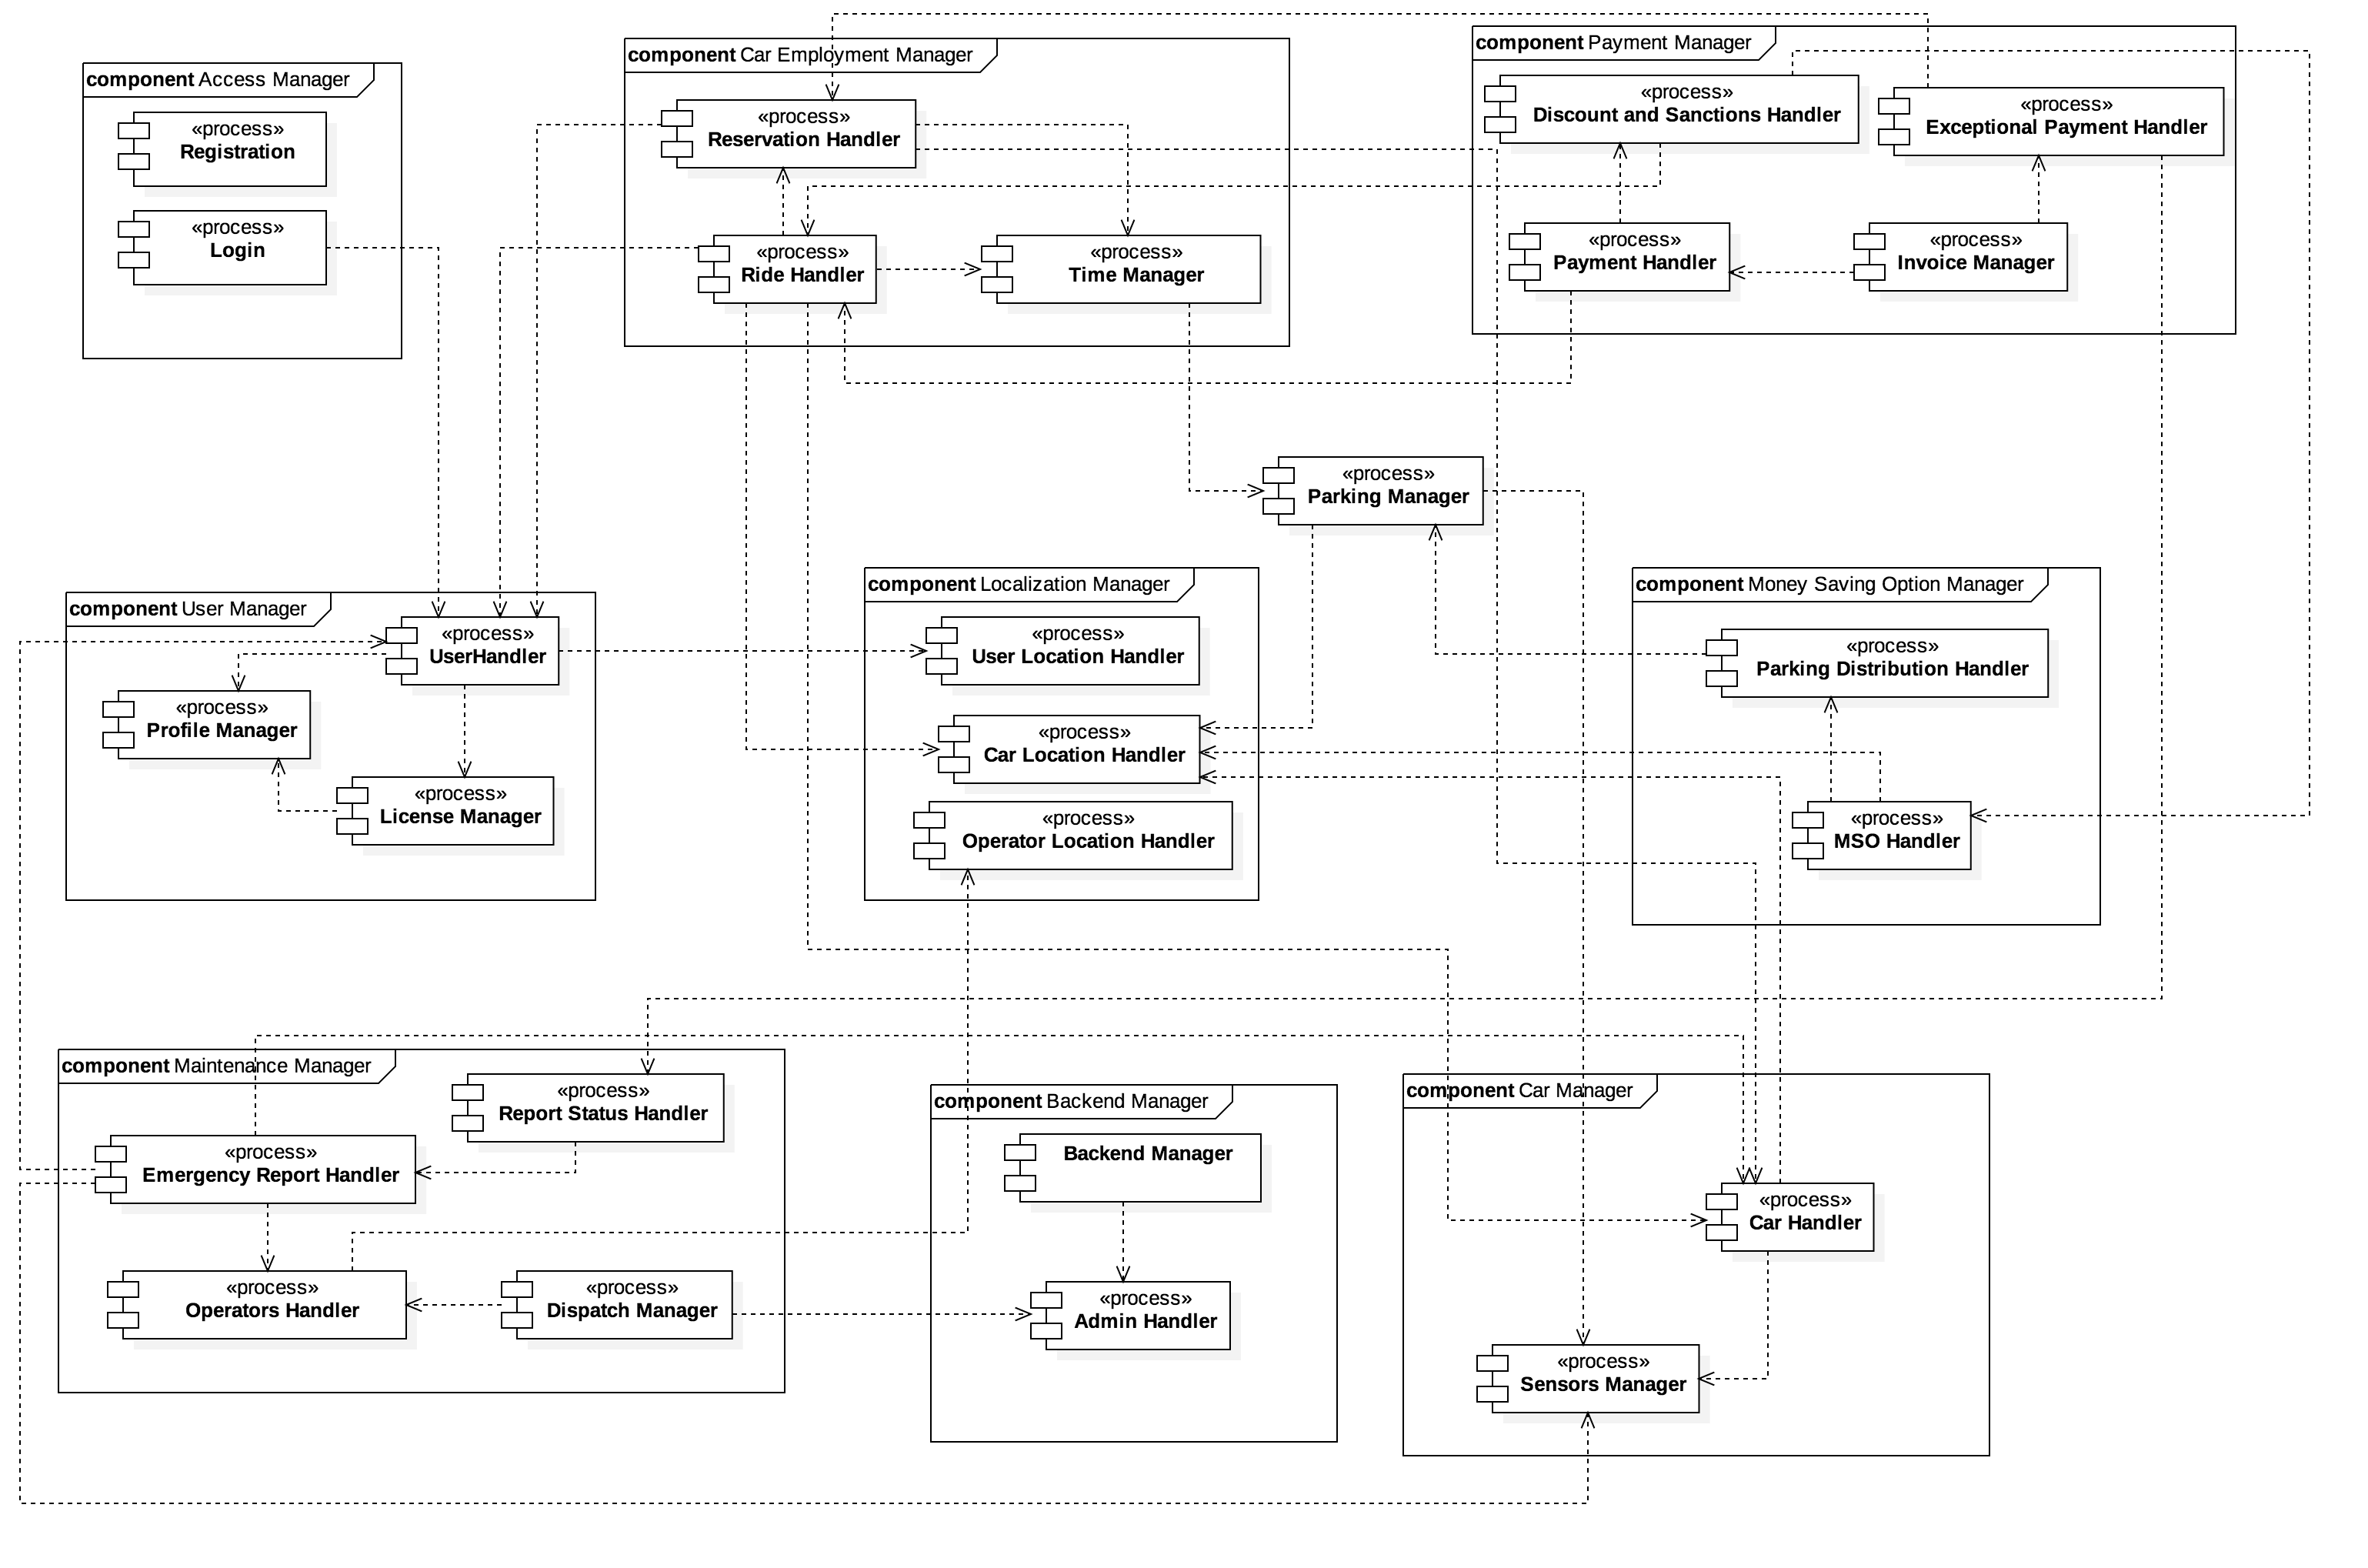 component Access Manager
«process»
Registration
«process»
Login
component Car Employment Manager
«process»
Reservation Handler
«process»
Ride Handler
«process»
Time Manager
component Payment Manager
«process»
Discount and Sanctions Handler
«process»
Exceptional Payment Handler
«process»
Payment Handler
«process»
Invoice Manager
«process»
Parking Manager
component User Manager
«process»
UserHandler
«process»
Profile Manager
«process»
License Manager
component Localization Manager
«process»
User Location Handler
«process»
Car Location Handler
«process»
Operator Location Handler
component Money Saving Option Manager
«process»
Parking Distribution Handler
«process»
MSO Handler
component Maintenance Manager
«process»
Report Status Handler
«process»
Emergency Report Handler
«process»
Operators Handler
«process»
Dispatch Manager
component Backend Manager
Backend Manager
«process»
Admin Handler
component Car Manager
«process»
Car Handler
«process»
Sensors Manager